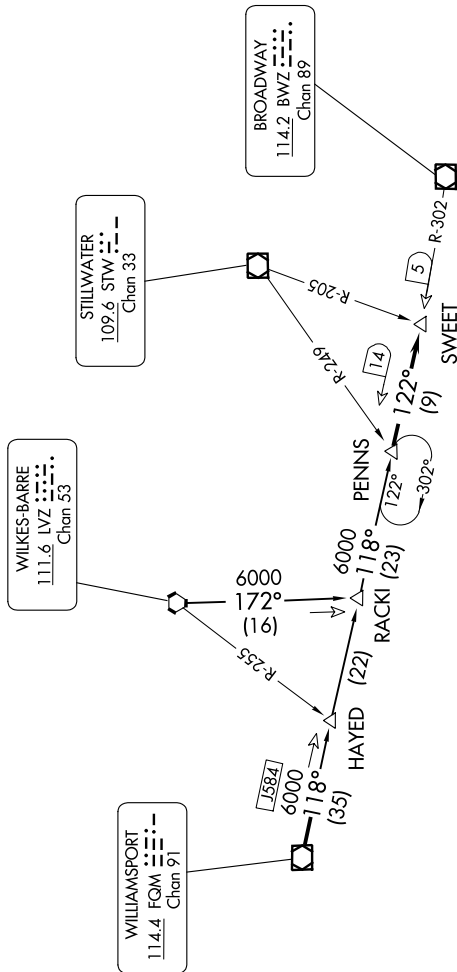 BROADWAY
114.2 BWZ
Chan 89
STILLWATER
109.6 STW
Chan 33
WILKES-BARRE
111.6 LVZ
Chan 53
WILLIAMSPORT
114.4 FQM
Chan 91
R-302
5
SWEET
R-205
R-249
14
122°
(9)
PENNS
122°
302°
6000
118°
(23)
RACKI
6000
172°
(16)
R-255
(22)
HAYED
J584
6000
118°
(35)